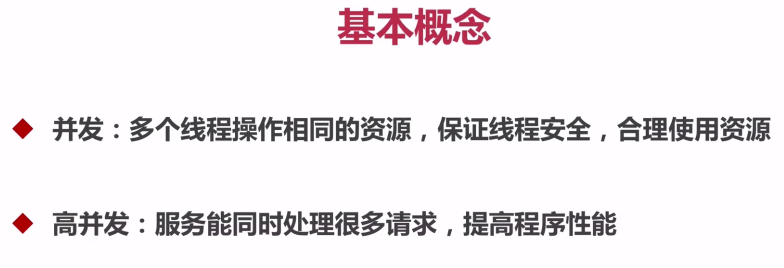 基本概念
并发：多个线程操作相同的资源，保证线程安全，合理使用资源
高并发：服务能同时处理很多请求，提高程序性能